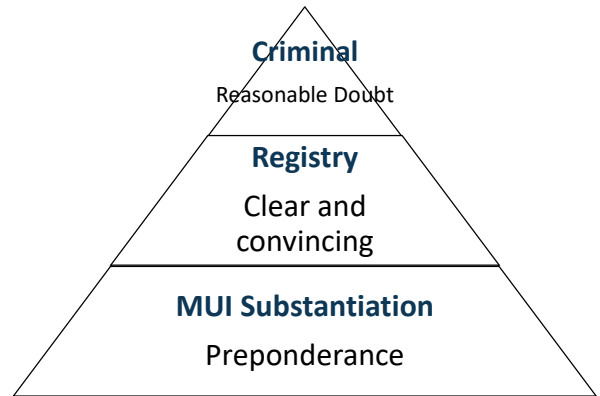 Criminal
Reasonable Doubt
Registry
Clear and
convincing
MUI Substantiation
Preponderance